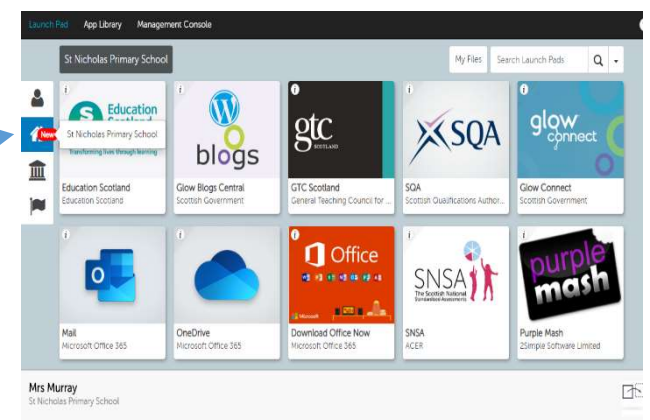 Launch Pad App Library Management Console
St Nicholas Primary School My Files Search Launch Pads
New St Nicholas Primary School
S Education
Transforming lives through learning
Education Scotland
Education Scotland
blogs
Glow Blogs Central
Scottish Government
gtc
SCOTLAND
GTC Scotland
General Teaching Council for ...
SQA
SQA
Scottish Qualifications Author...
glow
connect
Glow Connect
Scottish Government
Mail
Microsoft Office 365
OneDrive
Microsoft Office 365
Office
Microsoft
Download Office Now
Microsoft Office 365
SNSA
The Scottish National
Standardised Assessments
SNSA
ACER
purple
mash
Purple Mash
2Simple Software Limited
Mrs Murray
St Nicholas Primary School